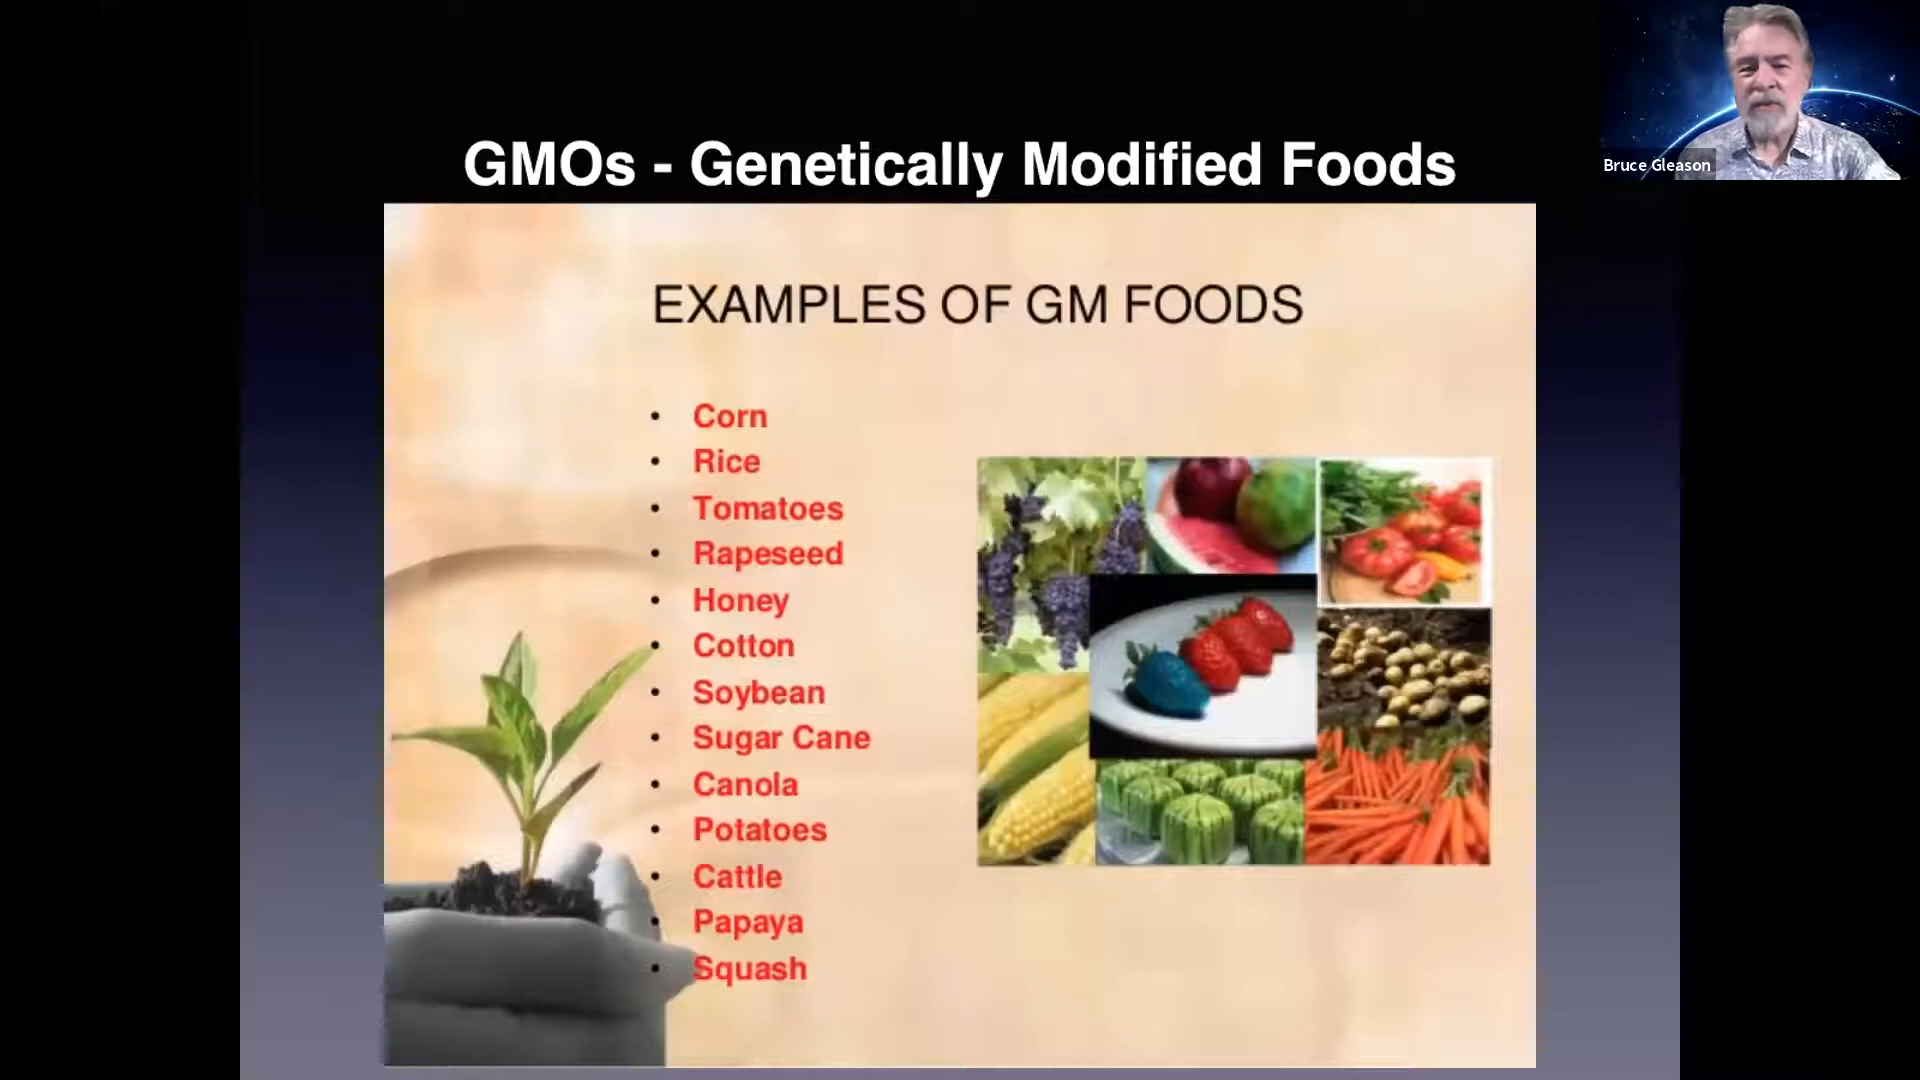 Bruce Gleason
GMOs - Genetically Modified Foods
EXAMPLES OF GM FOODS
• Corn
• Rice
• Tomatoes
• Rapeseed
• Honey
• Cotton
• Soybean
• Sugar Cane
• Canola
• Potatoes
• Cattle
• Papaya
• Squash